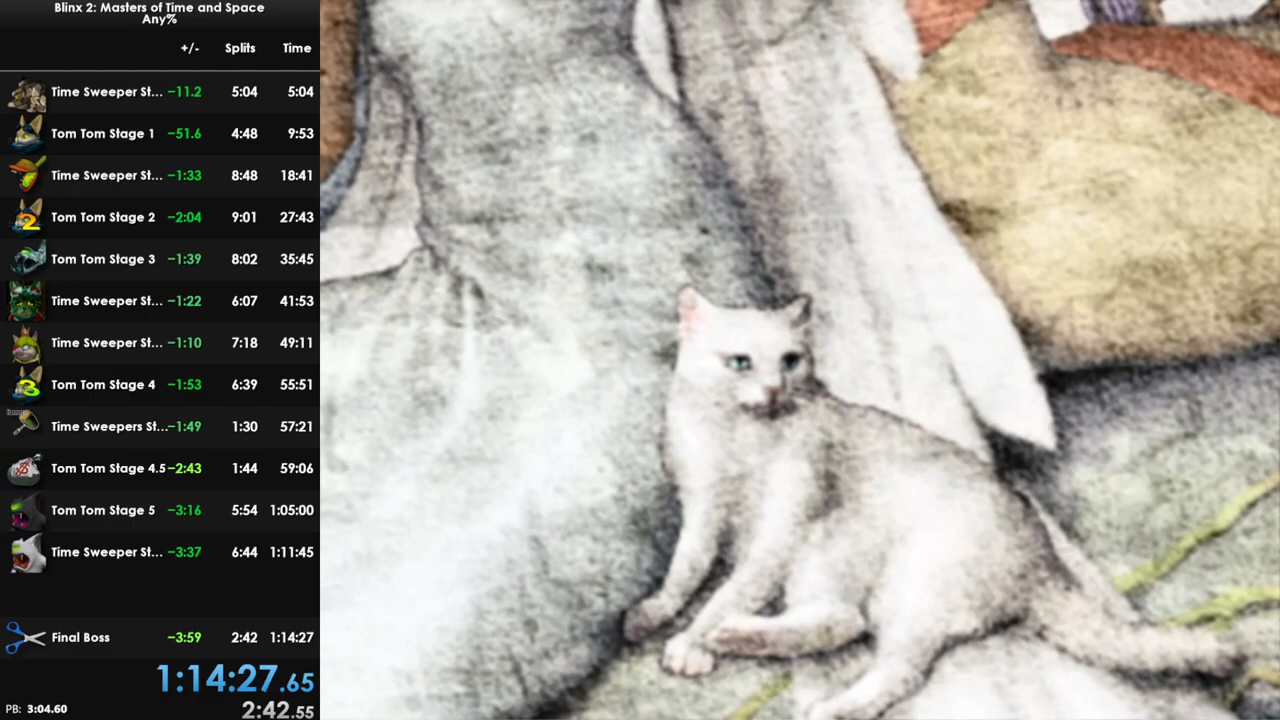 Blinx 2: Masters of Time and Space
Any%
+/- Splits Time
Time Sweeper St... −11.2 5:04 5:04
Tom Tom Stage 1 −51.6 4:48 9:53
Time Sweeper St... −1:33 8:48 18:41
Tom Tom Stage 2 −2:04 9:01 27:43
Tom Tom Stage 3 −1:39 8:02 35:45
Time Sweeper St... −1:22 6:07 41:53
Time Sweeper St... −1:10 7:18 49:11
Tom Tom Stage 4 −1:53 6:39 55:51
Time Sweepers St... −1:49 1:30 57:21
Tom Tom Stage 4.5 −2:43 1:44 59:06
Tom Tom Stage 5 −3:16 5:54 1:05:00
Time Sweeper St... −3:37 6:44 1:11:45
Final Boss −3:59 2:42 1:14:27
1:14:27.65
PB: 3:04.60 2:42.55